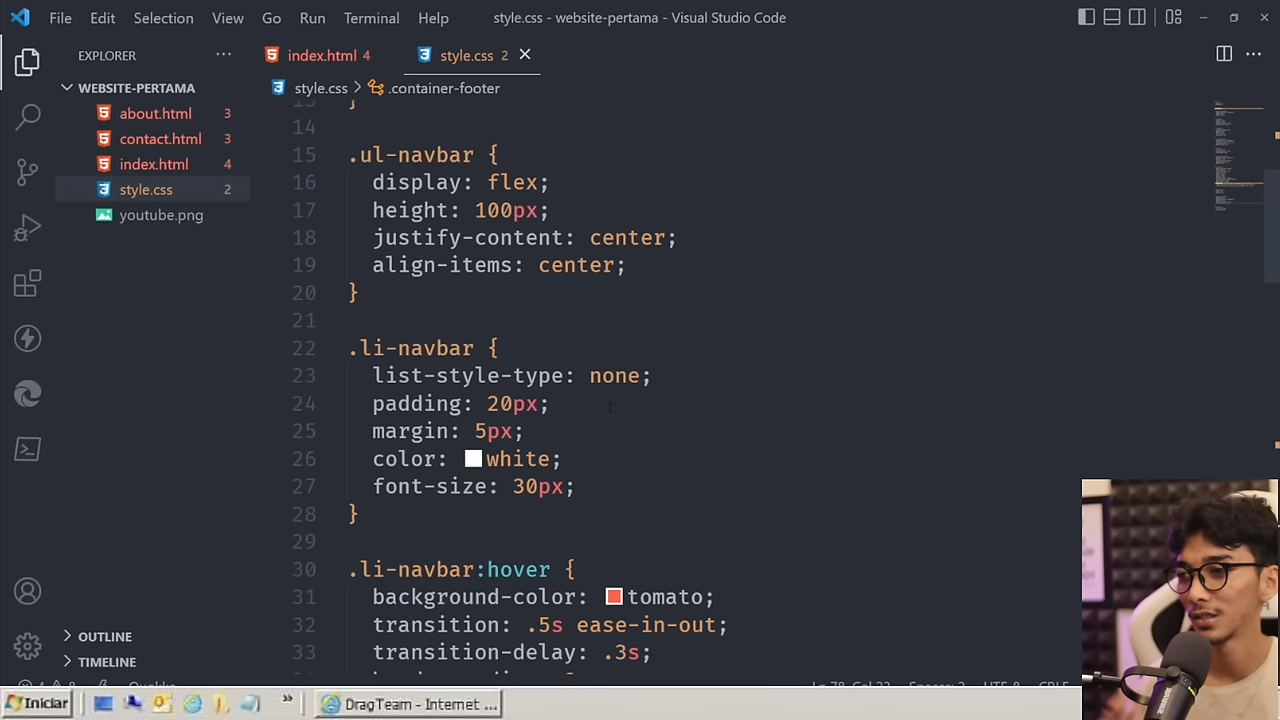 File Edit Selection View Go Run Terminal Help
style.css - website-pertama - Visual Studio Code
EXPLORER
WEBSITE-PERTAMA
about.html 3
contact.html 3
index.html 4
style.css 2
youtube.png
OUTLINE
TIMELINE
index.html 4
style.css 2
style.css > .container-footer
}
14
15 .ul-navbar {
16 display: flex;
17 height: 100px;
18 justify-content: center;
19 align-items: center;
20 }
21
22 .li-navbar {
23 list-style-type: none;
24 padding: 20px;
25 margin: 5px;
26 color: white;
27 font-size: 30px;
28 }
29
30 .li-navbar:hover {
31 background-color: tomato;
32 transition: .5s ease-in-out;
33 transition-delay: .3s;
Iniciar
DragTeam - Internet ...